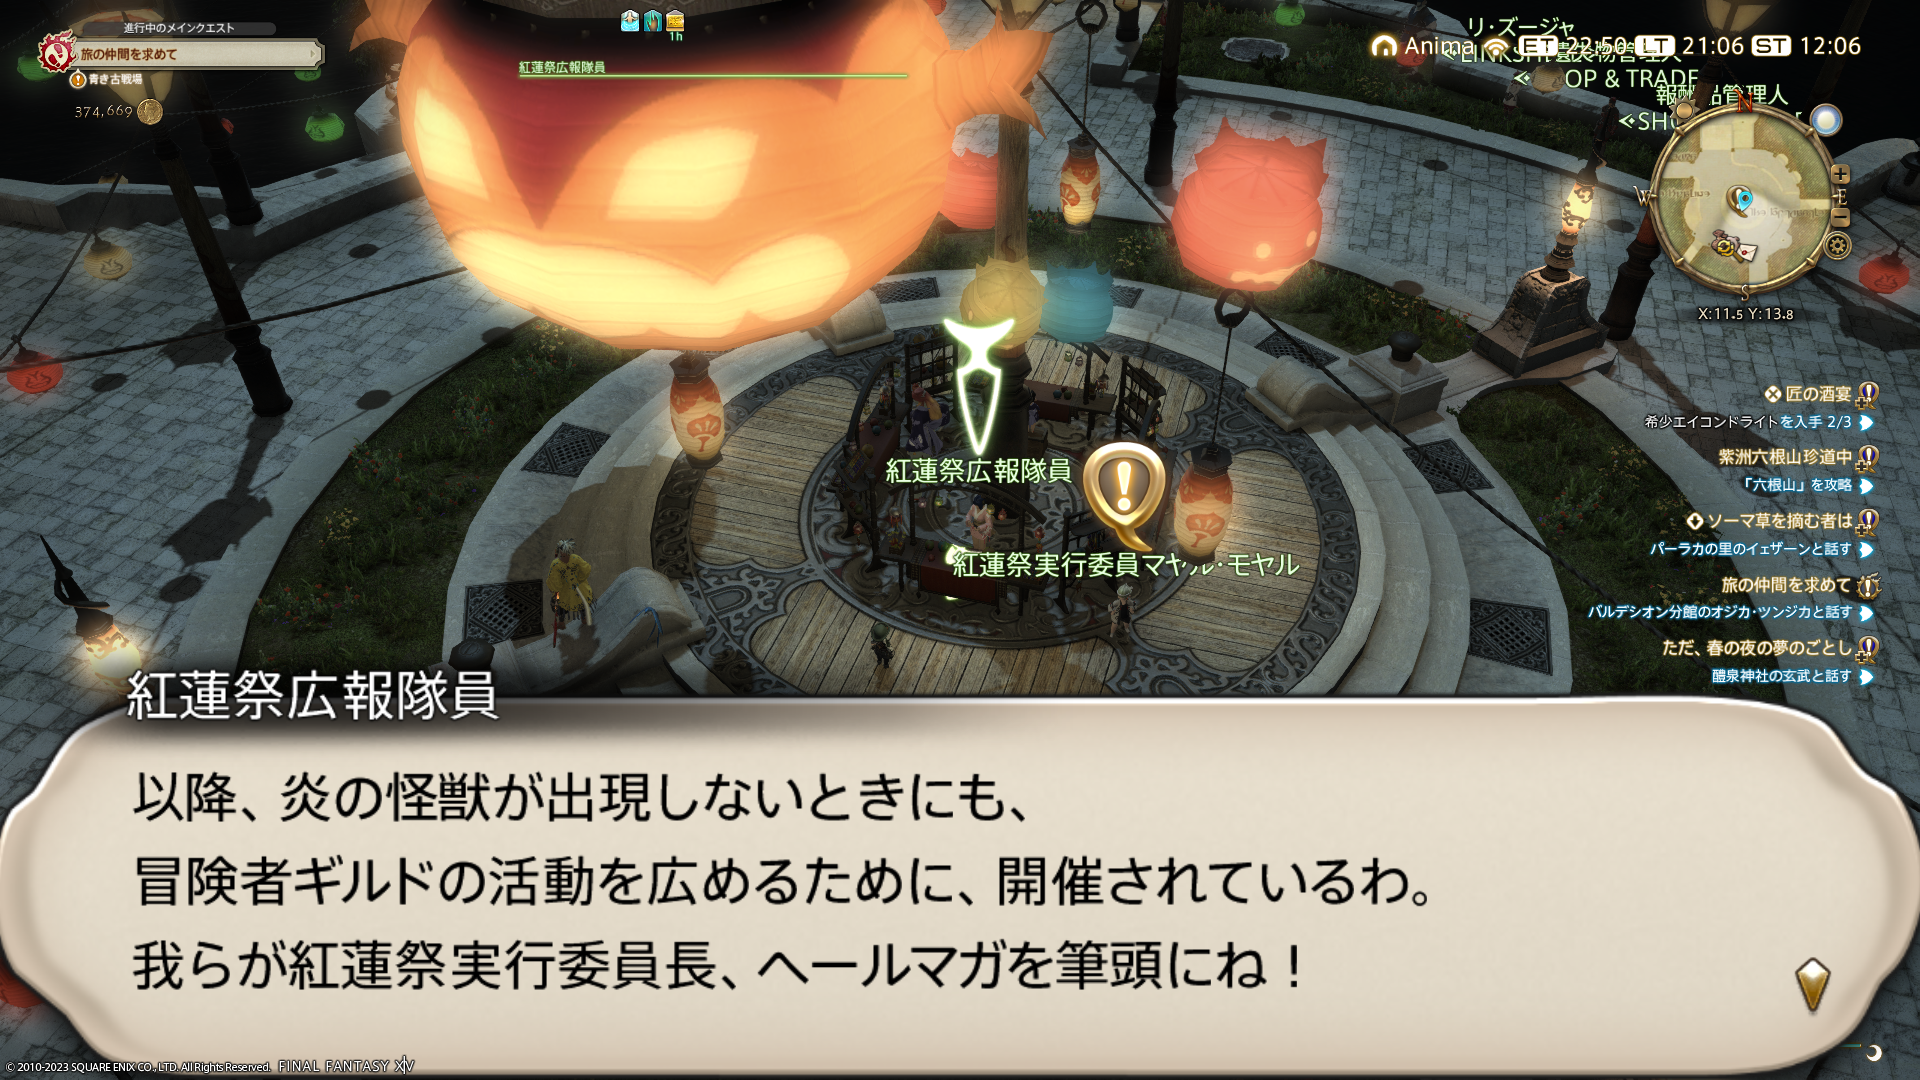 進行中のメインクエスト
旅の仲間を求めて
青き古戦場
374,669
1h
紅蓮祭広報隊員
リ・ズージャ
Anima ET 22:50 LT 21:06 ST 12:06
OP & TRADE
N
W
E
S
X:11.5 Y:13.8
匠の酒宴
希少エイコンドライトを入手 2/3
紫洲六根山珍道中
「六根山」を攻略
ソーマ草を摘む者は
パーラカの里のイェザーンと話す
旅の仲間を求めて
バルデシオン分館のオジカ・ツンジカと話す
ただ、春の夜の夢のごとし
醴泉神社の玄武と話す
紅蓮祭広報隊員
紅蓮祭実行委員マヤル・モヤル
紅蓮祭広報隊員
以降、炎の怪獣が出現しないときにも、
冒険者ギルドの活動を広めるために、開催されているわ。
我らが紅蓮祭実行委員長、ヘールマガを筆頭にね！
© 2010-2023 SQUARE ENIX CO., LTD. All Rights Reserved. FINAL FANTASY XIV